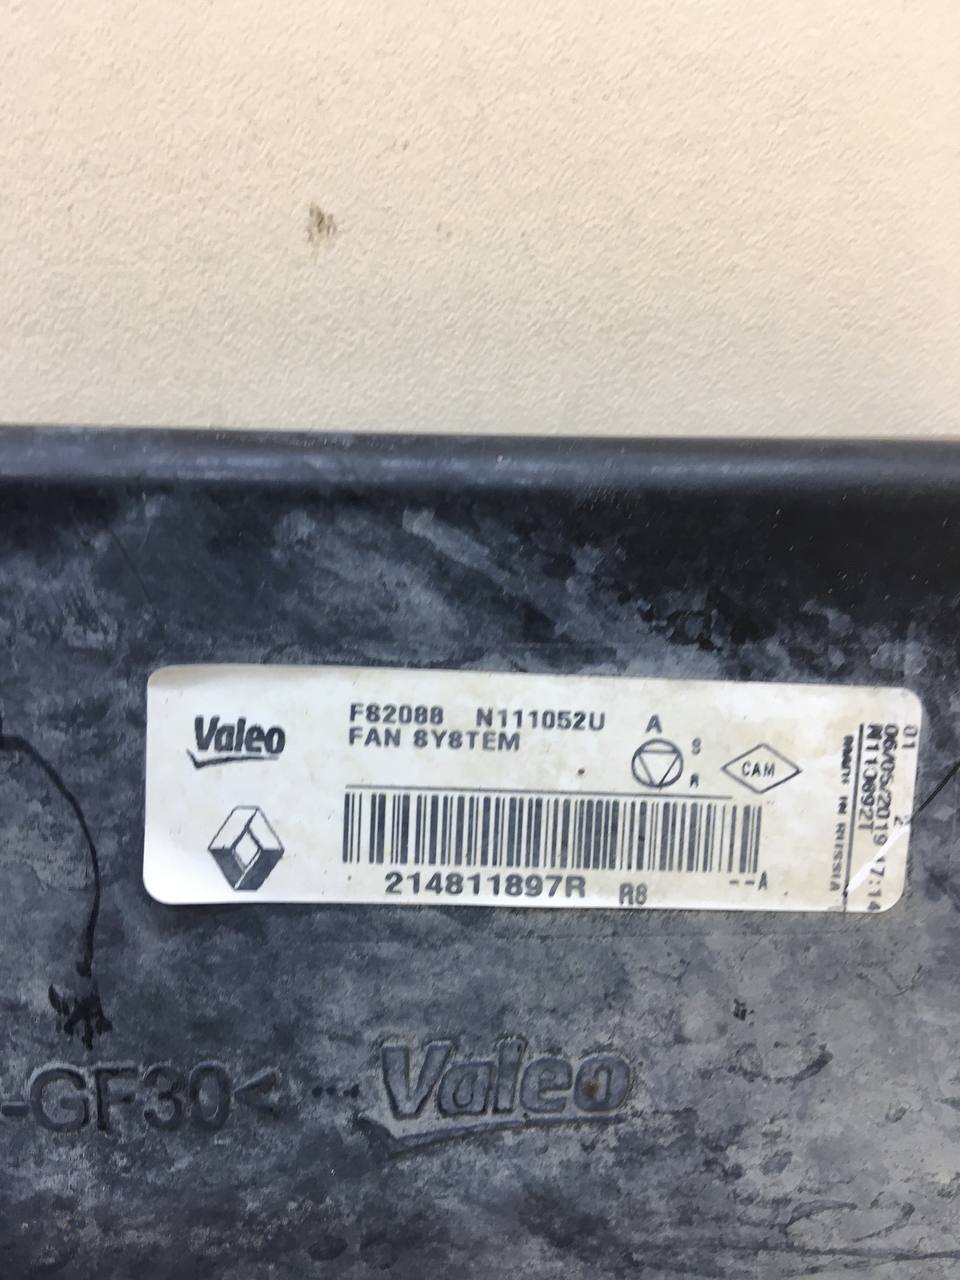 Valeo
F82088 N111052U
FAN SYSTEM
A
S
R
CAM
214811897R R8
--A
MADE IN RUSSIA
06/05/2019 17:14
01 2
-GF30< Valeo